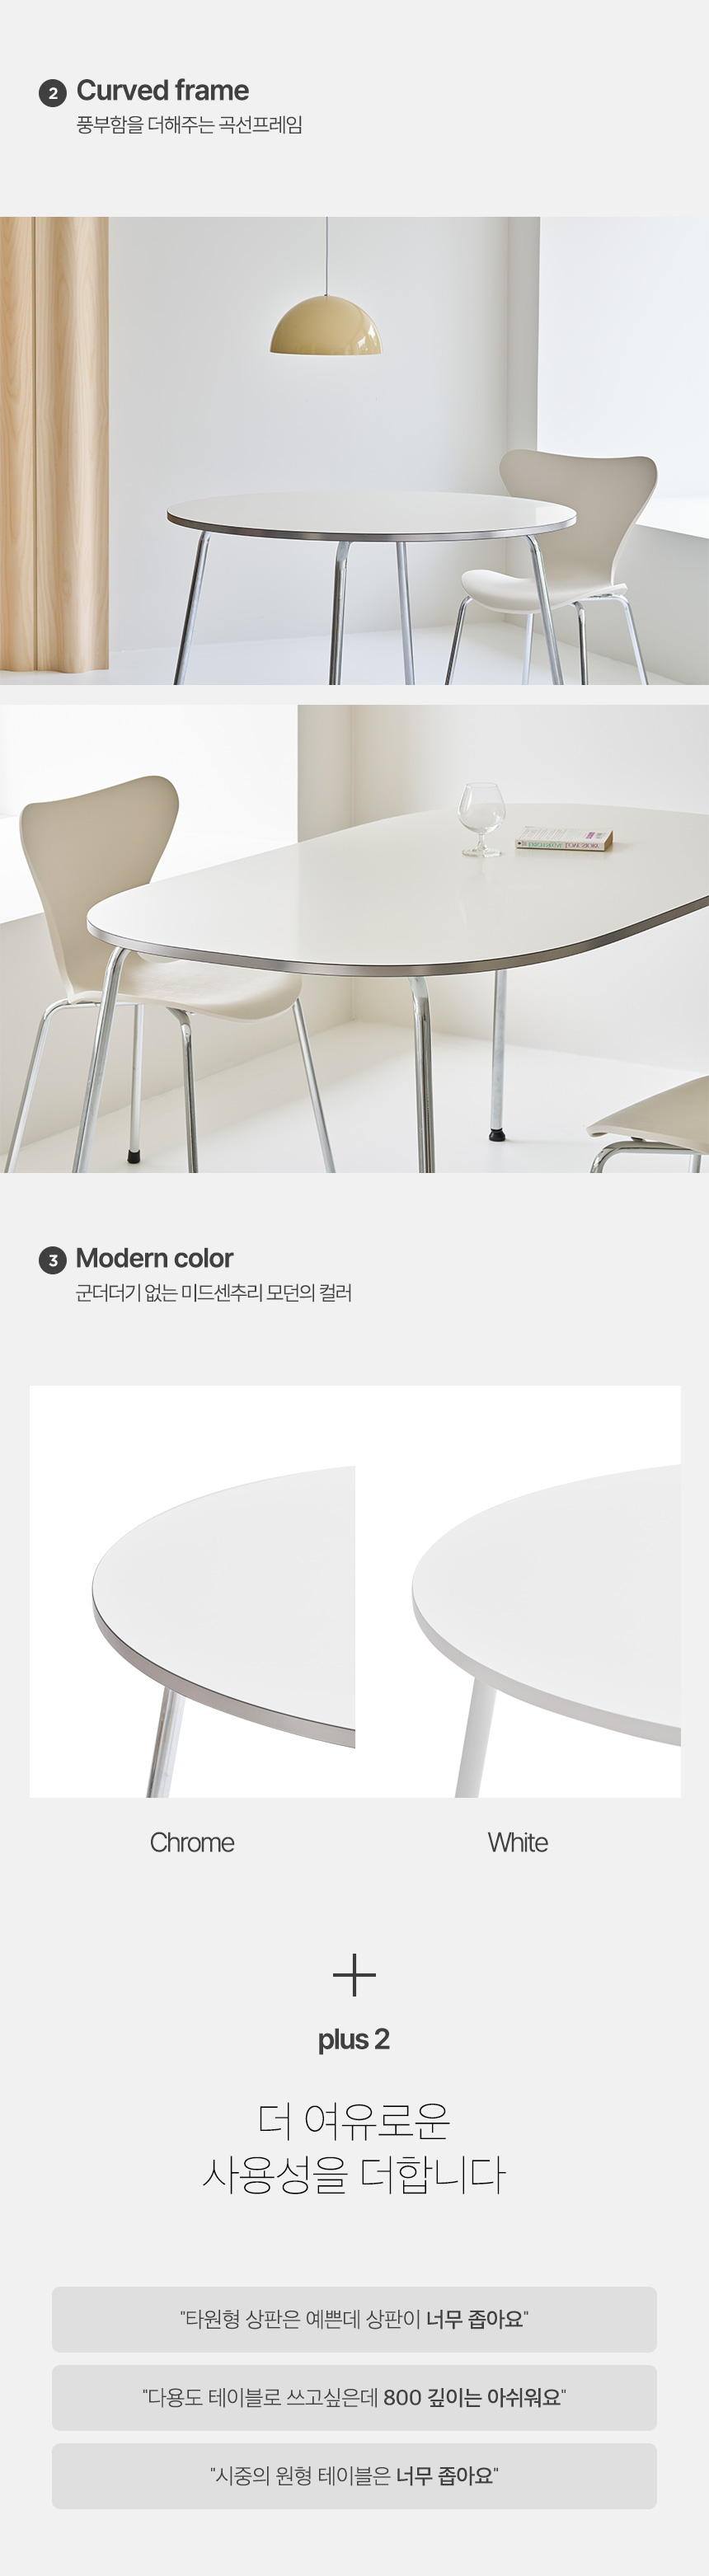 2 Curved frame
풍부함을 더해주는 곡선프레임
3 Modern color
군더더기 없는 미드센추리 모던의 컬러
Chrome
White
plus 2
더 여유로운
사용성을 더합니다
"타원형 상판은 예쁜데 상판이 너무 좁아요"
"다용도 테이블로 쓰고싶은데 800 깊이는 아쉬워요"
"시중의 원형 테이블은 너무 좁아요"